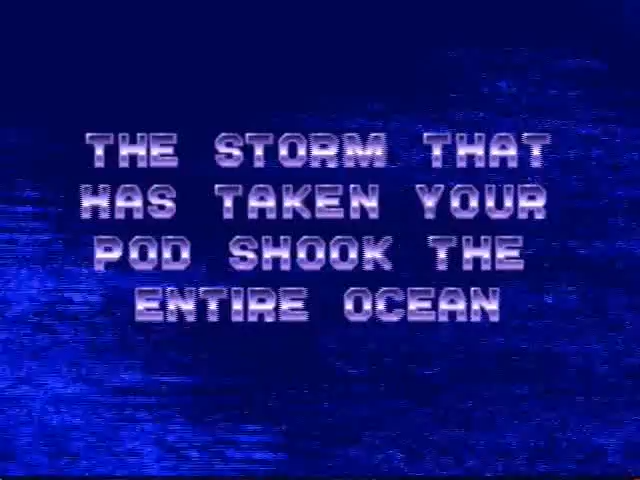 THE STORM THAT
HAS TAKEN YOUR
POD SHOOK THE
ENTIRE OCEAN